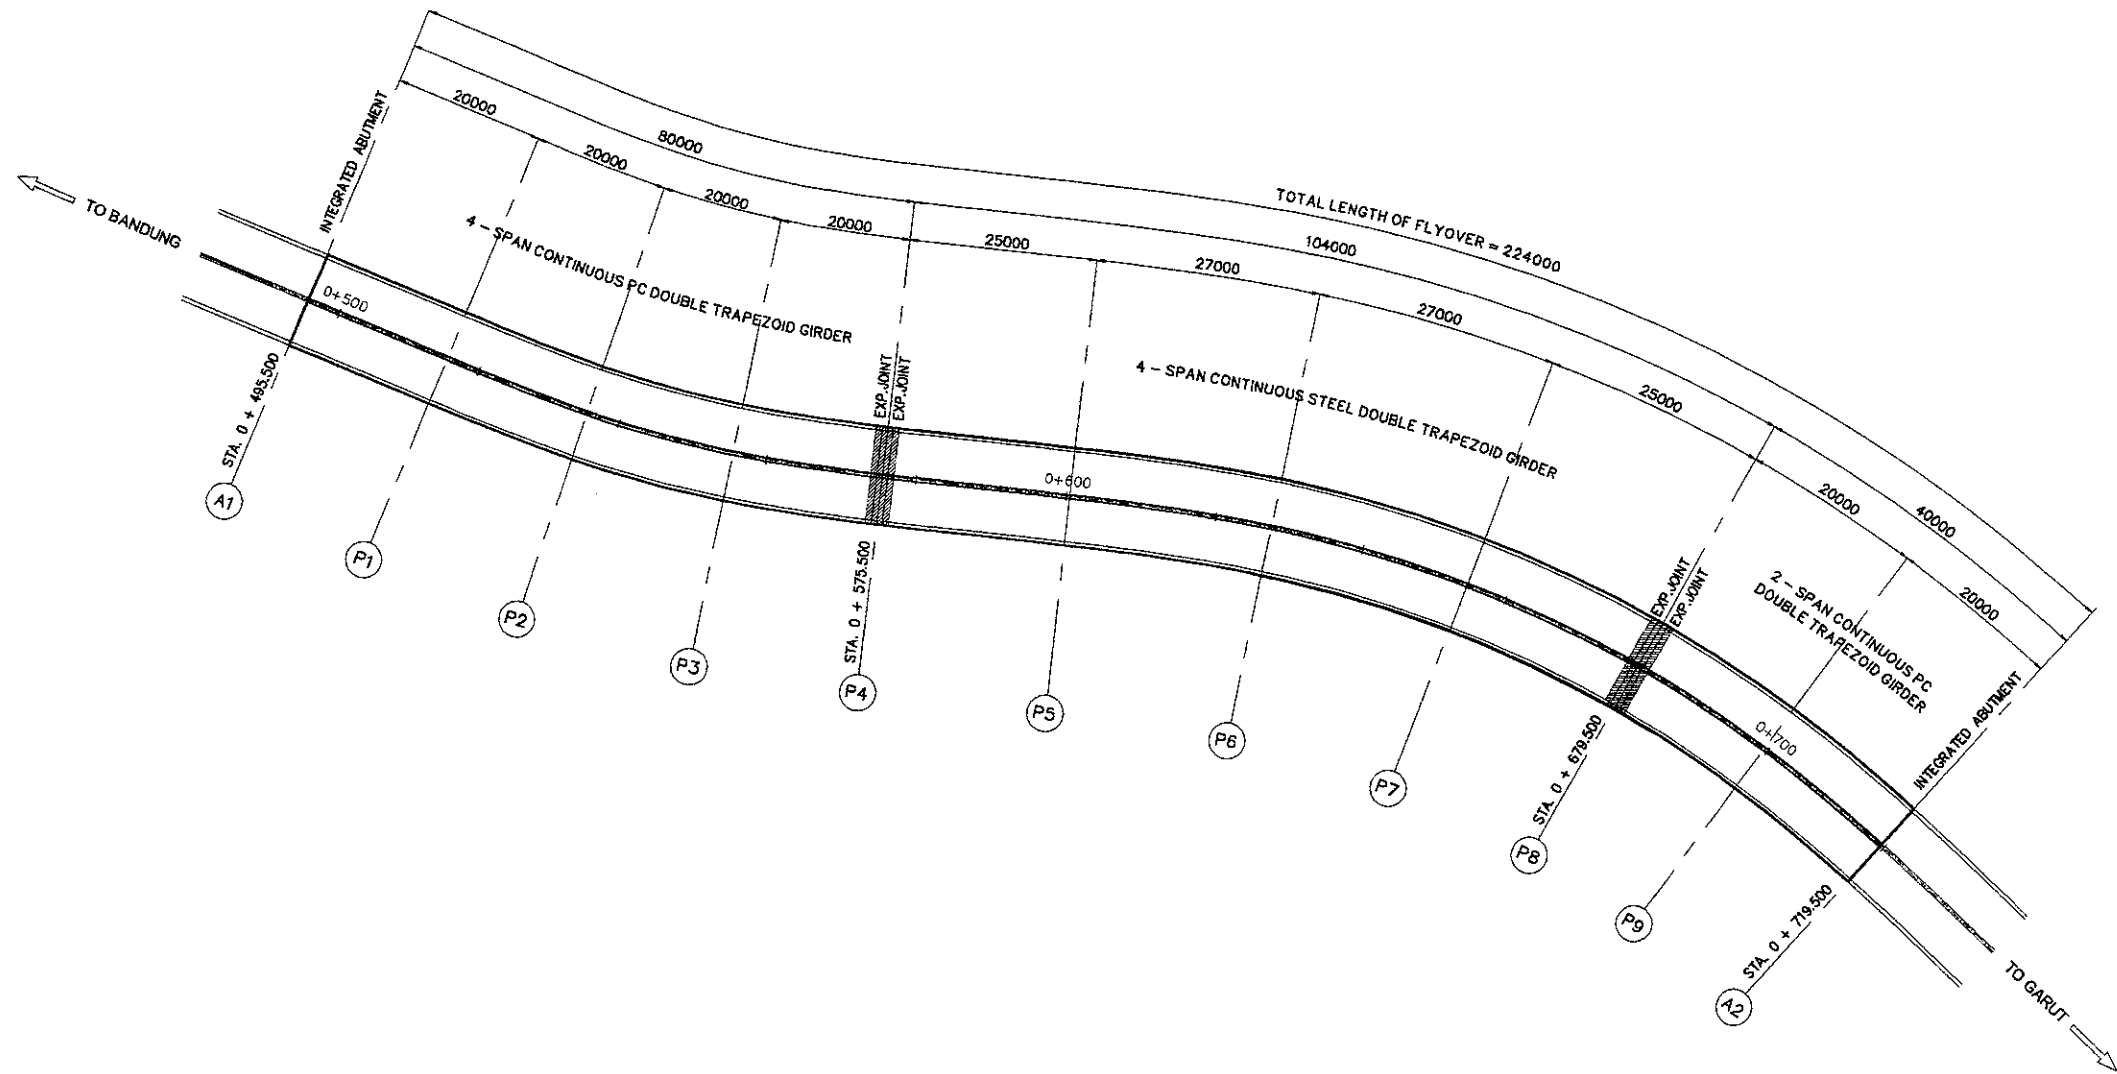 TOTAL LENGTH OF FLYOVER = 224000
80000
104000
40000
20000
20000
20000
20000
25000
27000
27000
25000
20000
20000
TO BANDUNG
INTEGRATED ABUTMENT
4 - SPAN CONTINUOUS PC DOUBLE TRAPEZOID GIRDER
EXP.JOINT
EXP.JOINT
4 - SPAN CONTINUOUS STEEL DOUBLE TRAPEZOID GIRDER
EXP.JOINT
EXP.JOINT
2 - SPAN CONTINUOUS PC
DOUBLE TRAPEZOID GIRDER
INTEGRATED ABUTMENT
0+500
0+600
0+700
STA. 0 + 495.500
STA. 0 + 575.500
STA. 0 + 679.500
STA. 0 + 719.500
A1
P1
P2
P3
P4
P5
P6
P7
P8
P9
A2
TO GARUT